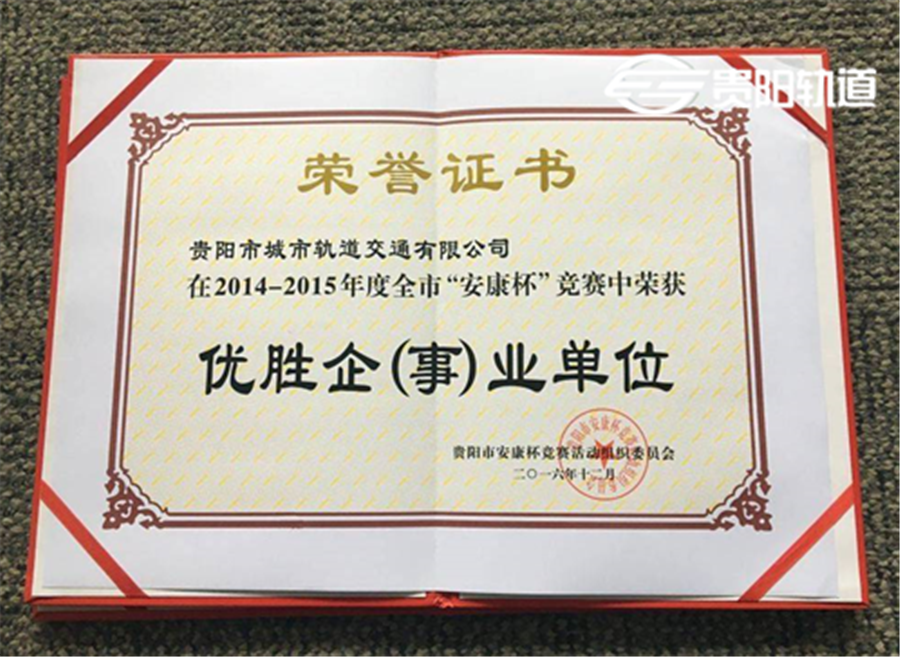 贵阳轨道
荣誉证书
贵阳市城市轨道交通有限公司
在2014-2015年度全市“安康杯”竞赛中荣获
优胜企(事)业单位
贵阳市安康杯竞赛活动组织委员会
二〇一六年十二月